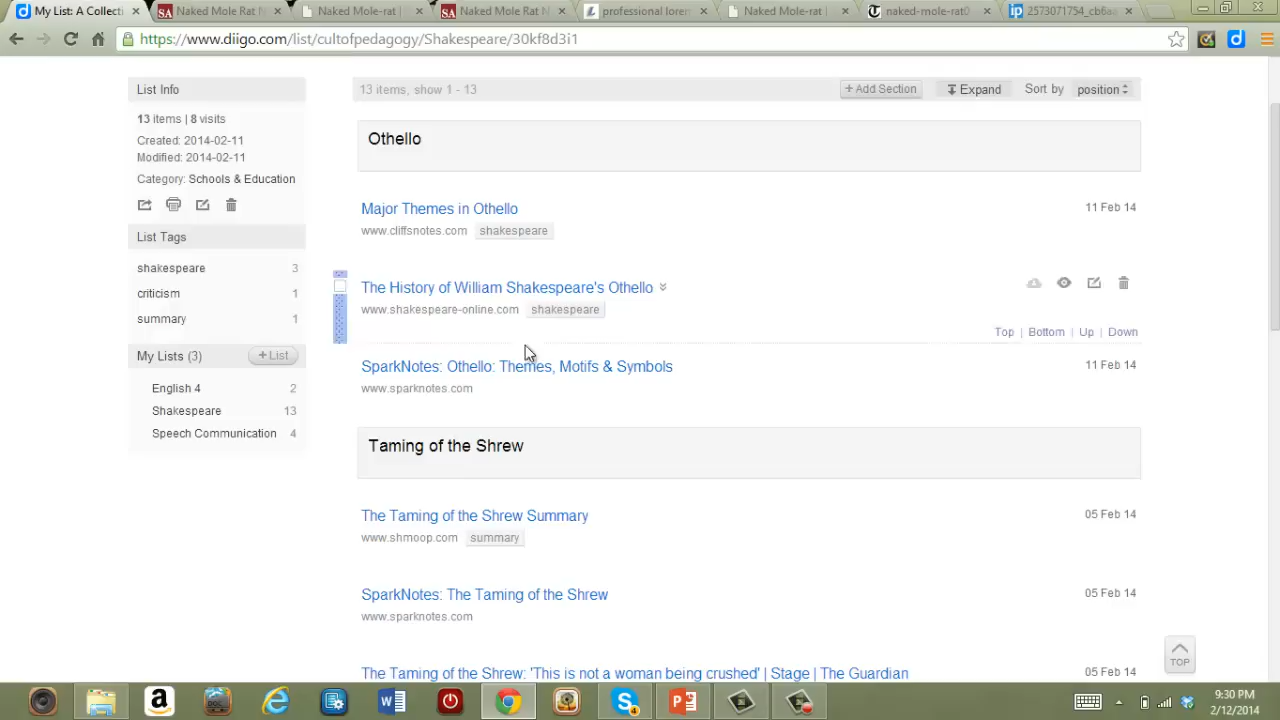 My List: A Collecti
Naked Mole Rat N
Naked Mole-rat |
Naked Mole Rat N
professional lorem
Naked Mole-rat |
naked-mole-rat0
2573071754_cb6aa
https://www.diigo.com/list/cultofpedagogy/Shakespeare/30kf8d3i1
List Info
13 items, show 1 - 13
+ Add Section
Expand
Sort by
position
13 items | 8 visits
Created: 2014-02-11
Modified: 2014-02-11
Category: Schools & Education
List Tags
shakespeare 3
criticism 1
summary 1
My Lists (3)
+ List
English 4 2
Shakespeare 13
Speech Communication 4
Othello
Major Themes in Othello
11 Feb 14
www.cliffsnotes.com shakespeare
The History of William Shakespeare's Othello
www.shakespeare-online.com shakespeare
Top | Bottom | Up | Down
SparkNotes: Othello: Themes, Motifs & Symbols
11 Feb 14
www.sparknotes.com
Taming of the Shrew
The Taming of the Shrew Summary
05 Feb 14
www.shmoop.com summary
SparkNotes: The Taming of the Shrew
05 Feb 14
www.sparknotes.com
The Taming of the Shrew: 'This is not a woman being crushed' | Stage | The Guardian
05 Feb 14
TOP
9:30 PM
2/12/2014